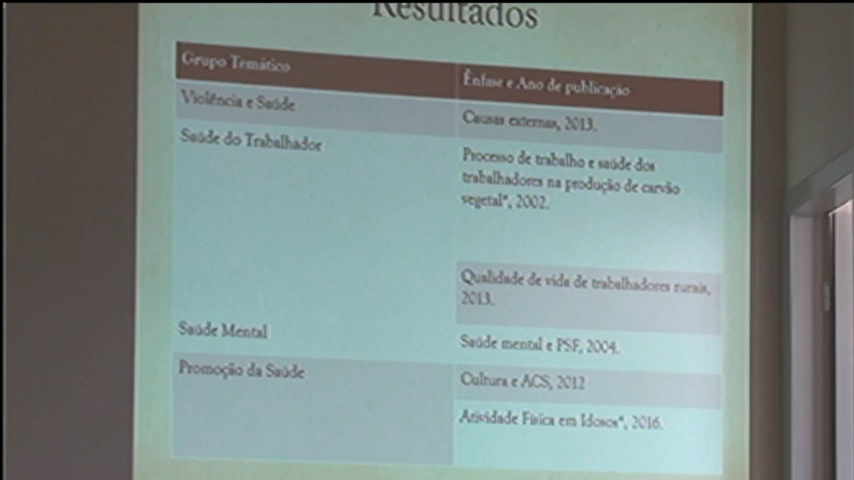 Resultados
Grupo Temático
Ênfase e Ano de publicação
Violência e Saúde
Causas externas, 2013.
Saúde do Trabalhador
Processo de trabalho e saúde dos
trabalhadores na produção de carvão
vegetal*, 2002.
Qualidade de vida de trabalhadores rurais,
2013.
Saúde Mental
Saúde mental e PSF, 2004.
Promoção da Saúde
Cultura e ACS, 2012
Atividade Física em Idosos*, 2016.